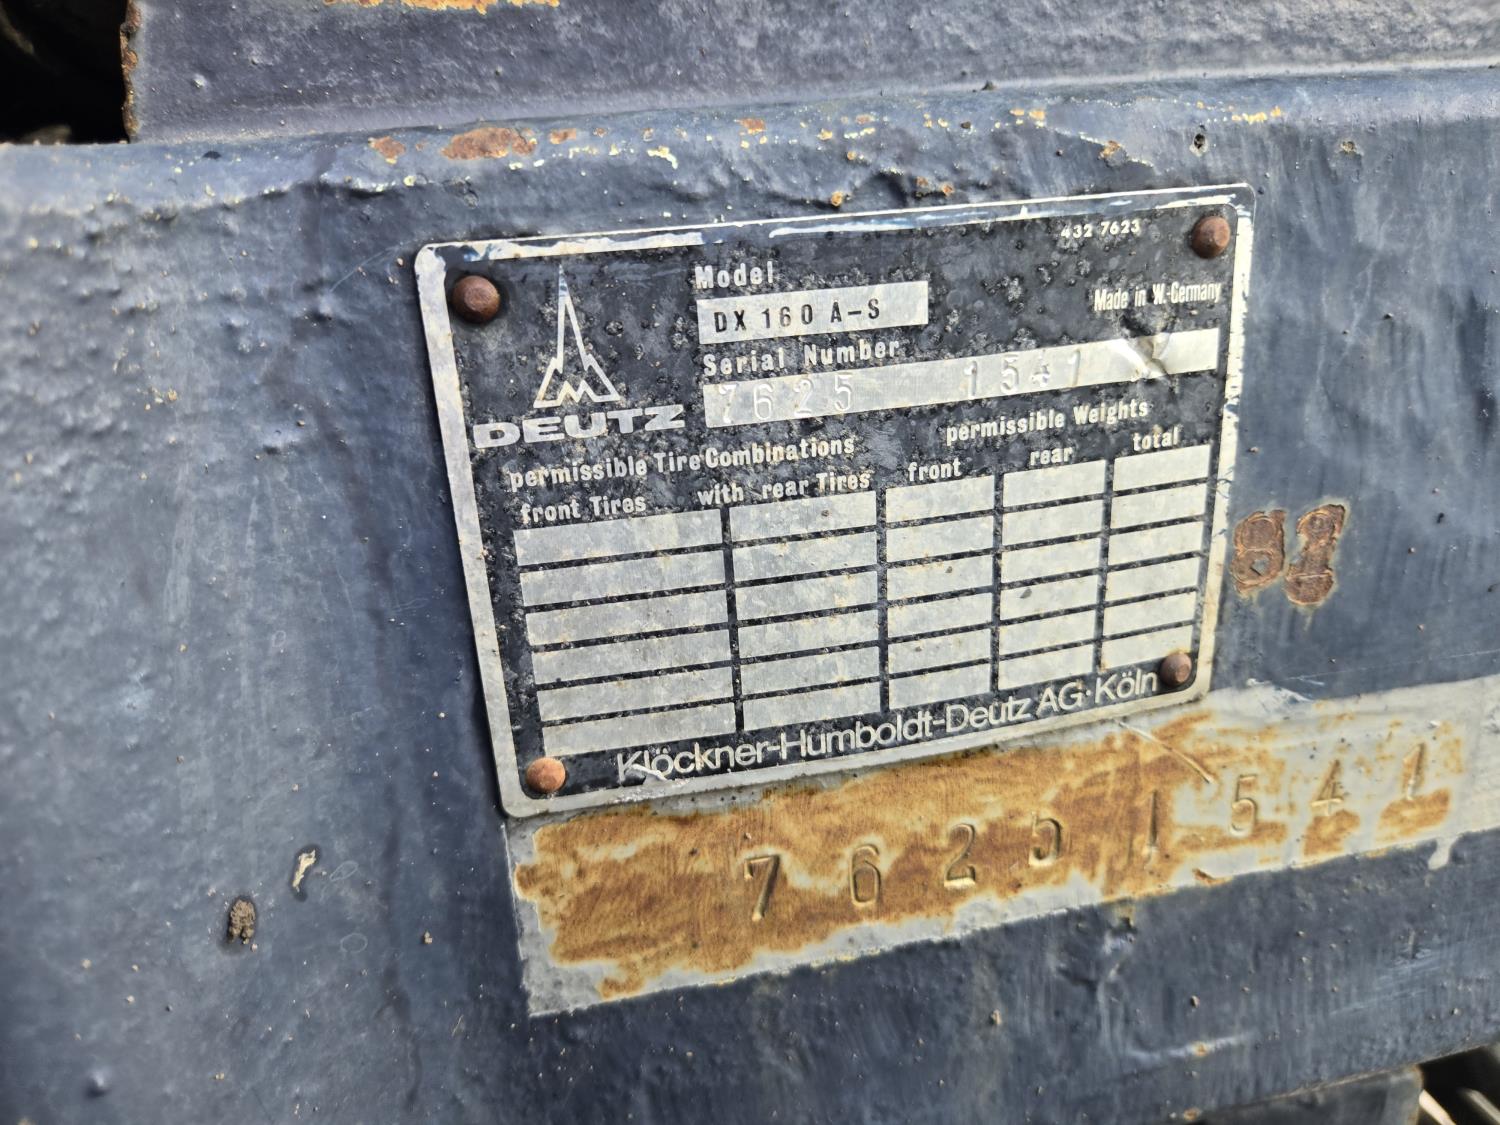 432 7623
Model
Made in W.-Germany
DX 160 A-S
Serial Number
7625 1541
DEUTZ
permissible Tire Combinations permissible Weights
front Tires with rear Tires front rear total
Klöckner-Humboldt-Deutz AG·Köln
7625 1541